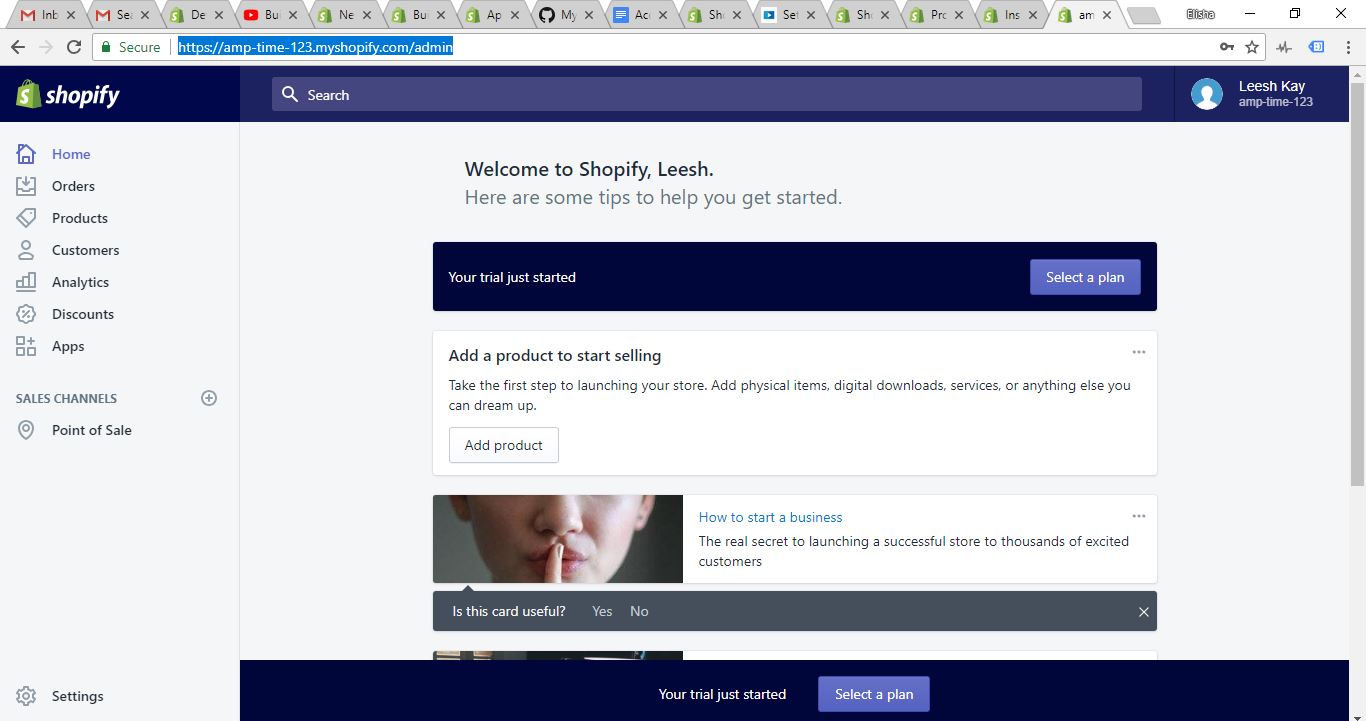 Inb
Sea
De
Bu
Ne
Bu
Ap
My
Acc
Sho
Set
Sho
Pro
Ins
am
Elisha
Secure
https://amp-time-123.myshopify.com/admin
shopify
Search
Leesh Kay
amp-time-123
Home
Orders
Products
Customers
Analytics
Discounts
Apps
SALES CHANNELS
Point of Sale
Settings
Welcome to Shopify, Leesh.
Here are some tips to help you get started.
Your trial just started
Select a plan
Add a product to start selling
Take the first step to launching your store. Add physical items, digital downloads, services, or anything else you
can dream up.
Add product
How to start a business
The real secret to launching a successful store to thousands of excited
customers
Is this card useful?
Yes
No
Your trial just started
Select a plan